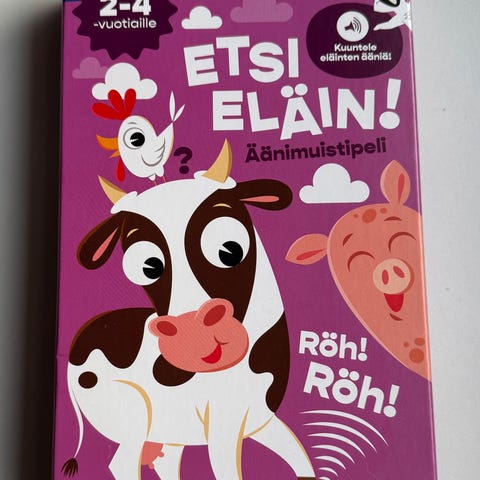 2-4
-vuotiaille
Kuuntele
eläinten ääniä!
ETSI
ELÄIN!
Äänimuistipeli
?
Röh!
Röh!